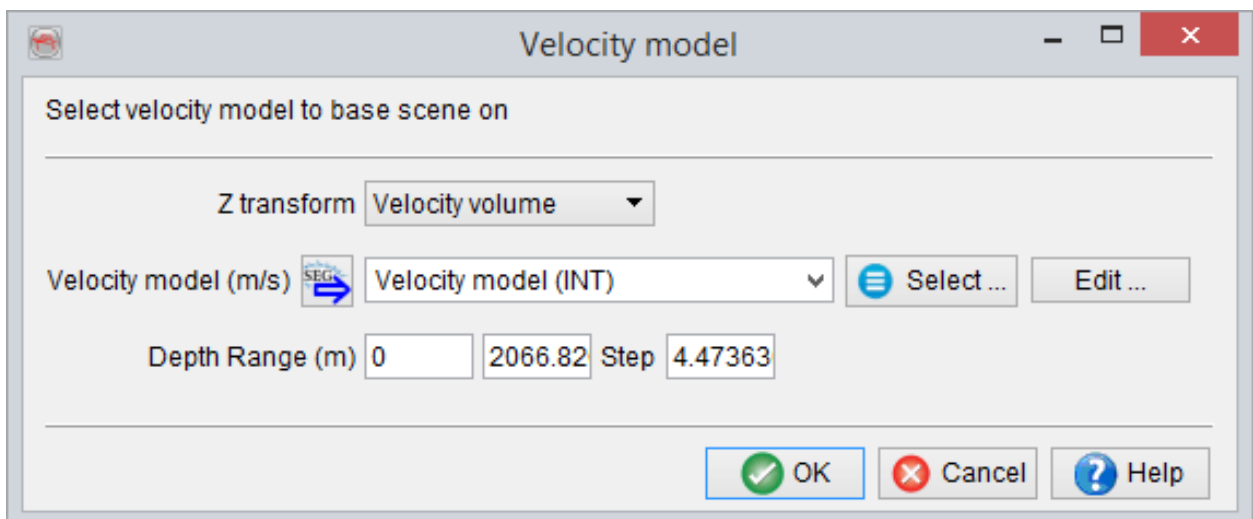 Velocity model
Select velocity model to base scene on
Z transform Velocity volume
Velocity model (m/s) SEG Velocity model (INT) Select ... Edit ...
Depth Range (m) 0 2066.82 Step 4.47363
OK Cancel Help